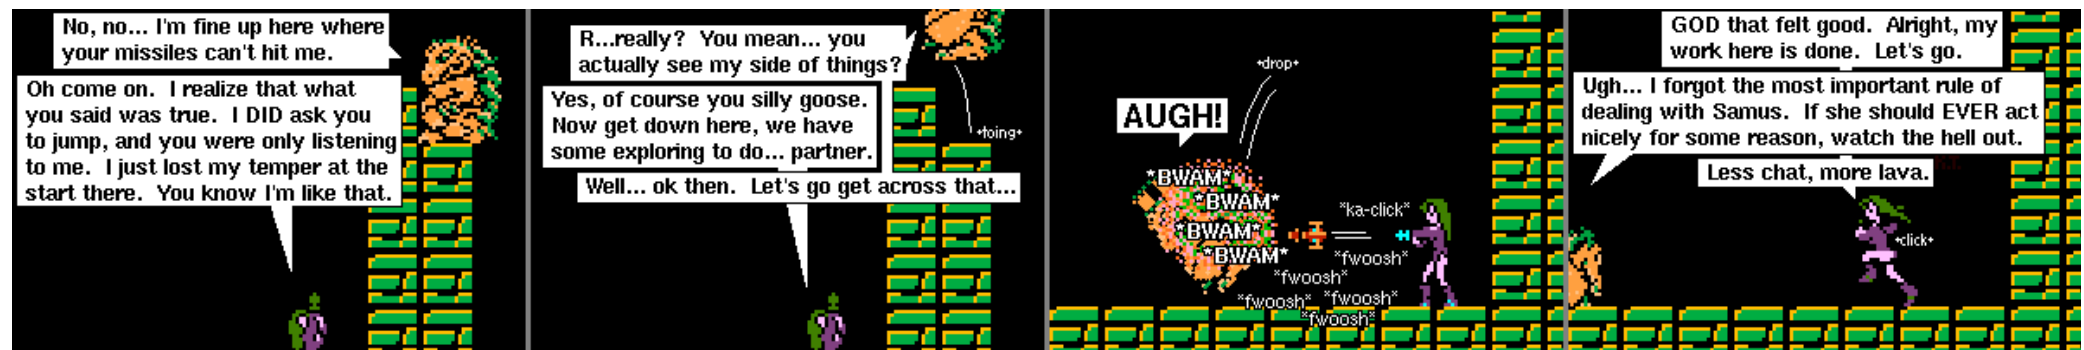 No, no... I'm fine up here where
your missiles can't hit me.
Oh come on.  I realize that what
you said was true.  I DID ask you
to jump, and you were only listening
to me.  I just lost my temper at the
start there.  You know I'm like that.
R...really?  You mean... you
actually see my side of things?
Yes, of course you silly goose.
Now get down here, we have
some exploring to do... partner.
Well... ok then.  Let's go get across that...
*toing*
*drop*
AUGH!
*BWAM*
*BWAM*
*BWAM*
*BWAM*
*ka-click*
*fwoosh*
*fwoosh*
*fwoosh*
*fwoosh*
*fwoosh*
GOD that felt good.  Alright, my
work here is done.  Let's go.
Ugh... I forgot the most important rule of
dealing with Samus.  If she should EVER act
nicely for some reason, watch the hell out.
Less chat, more lava.
*click*